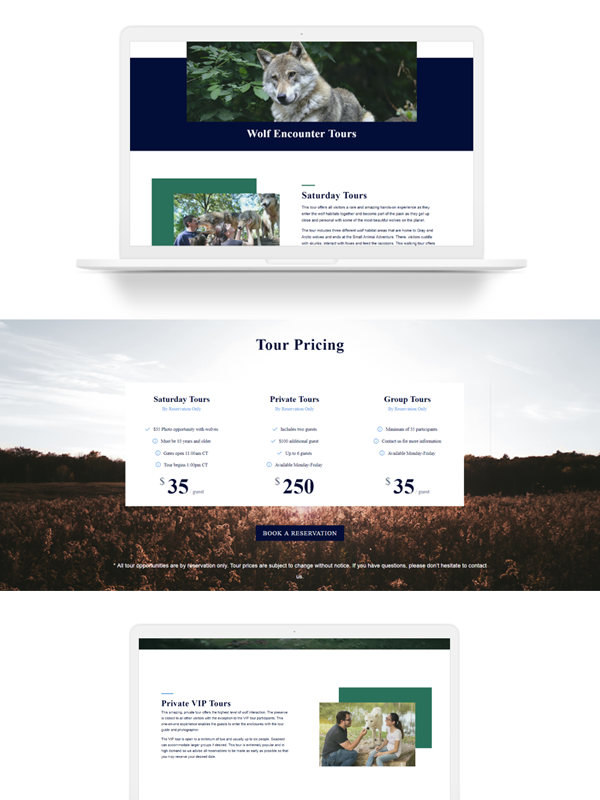 Wolf Encounter Tours
Saturday Tours
This tour offers all visitors a rare and amazing hands-on experience as they
enter the wolf habitats together and become part of the pack as they get up
close and personal with some of the most beautiful wolves on the planet.
The tour includes three different wolf habitat areas that are home to Gray and
Arctic wolves and ends at the Small Animal Adventure. There, visitors cuddle
with skunks, interact with foxes and feed the raccoons. This walking tour offers
Tour Pricing
Saturday Tours
By Reservation Only
$35 Photo opportunity with wolves
Must be 10 years and older
Gates open 11:00am CT
Tour begins 1:00pm CT
$ 35 / guest
Private Tours
By Reservation Only
Includes two guests
$100 additional guest
Up to 6 guests
Available Monday-Friday
$ 250
Group Tours
By Reservation Only
Minimum of 35 participants
Contact us for more information
Available Monday-Friday
$ 35 / guest
BOOK A RESERVATION
* All tour opportunities are by reservation only. Tour prices are subject to change without notice. If you have questions, please don't hesitate to contact
us.
Private VIP Tours
This amazing, private tour offers the highest level of wolf interaction. The preserve
is closed to all other visitors with the exception to the VIP tour participants. This
one-on-one experience enables the guests to enter the enclosures with the tour
guide and photographer.
The VIP tour is open to a minimum of two and usually up to six people.
can accommodate larger groups if desired. This tour is extremely popular and in
high demand so we advise all reservations to be made as early as possible so that
you may reserve your desired date.